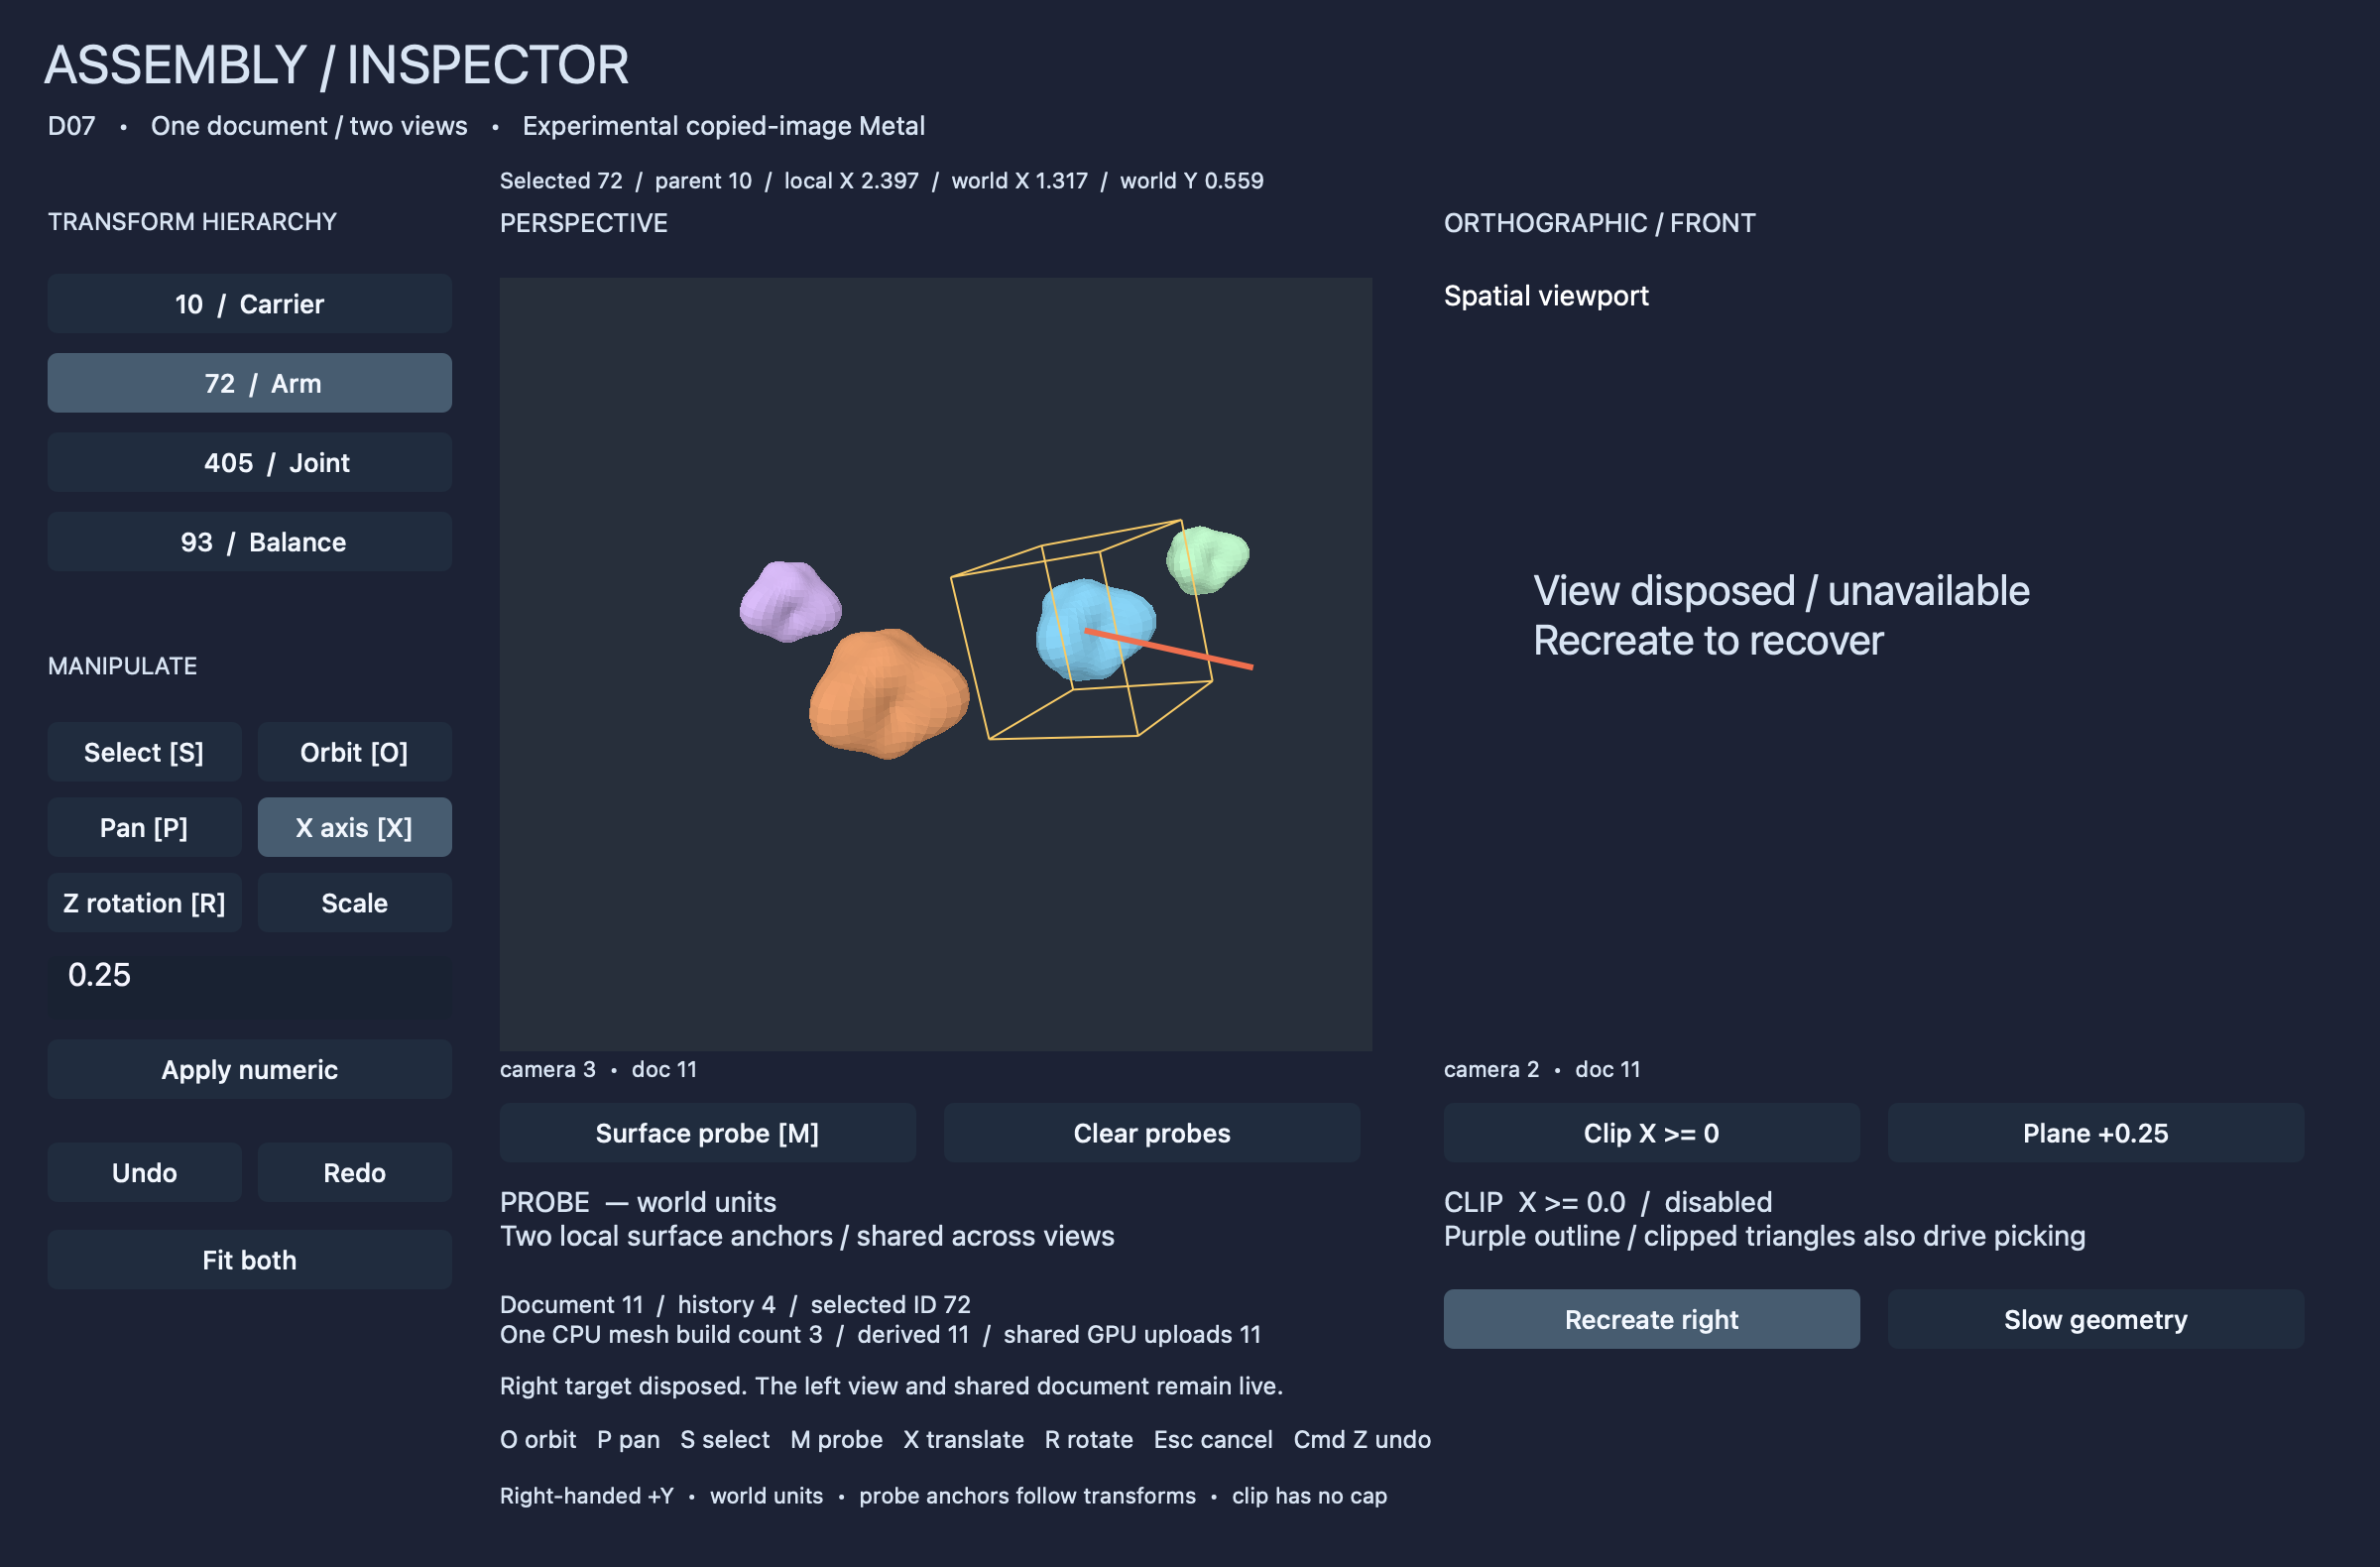 ASSEMBLY / INSPECTOR
D07 • One document / two views • Experimental copied-image Metal
Selected 72 / parent 10 / local X 2.397 / world X 1.317 / world Y 0.559
TRANSFORM HIERARCHY
10 / Carrier
72 / Arm
405 / Joint
93 / Balance
MANIPULATE
Select [S]
Orbit [O]
Pan [P]
X axis [X]
Z rotation [R]
Scale
0.25
Apply numeric
Undo
Redo
Fit both
PERSPECTIVE
camera 3 • doc 11
Surface probe [M]
Clear probes
PROBE — world units
Two local surface anchors / shared across views
Document 11 / history 4 / selected ID 72
One CPU mesh build count 3 / derived 11 / shared GPU uploads 11
Right target disposed. The left view and shared document remain live.
O orbit P pan S select M probe X translate R rotate Esc cancel Cmd Z undo
Right-handed +Y • world units • probe anchors follow transforms • clip has no cap
ORTHOGRAPHIC / FRONT
Spatial viewport
View disposed / unavailable
Recreate to recover
camera 2 • doc 11
Clip X >= 0
Plane +0.25
CLIP X >= 0.0 / disabled
Purple outline / clipped triangles also drive picking
Recreate right
Slow geometry